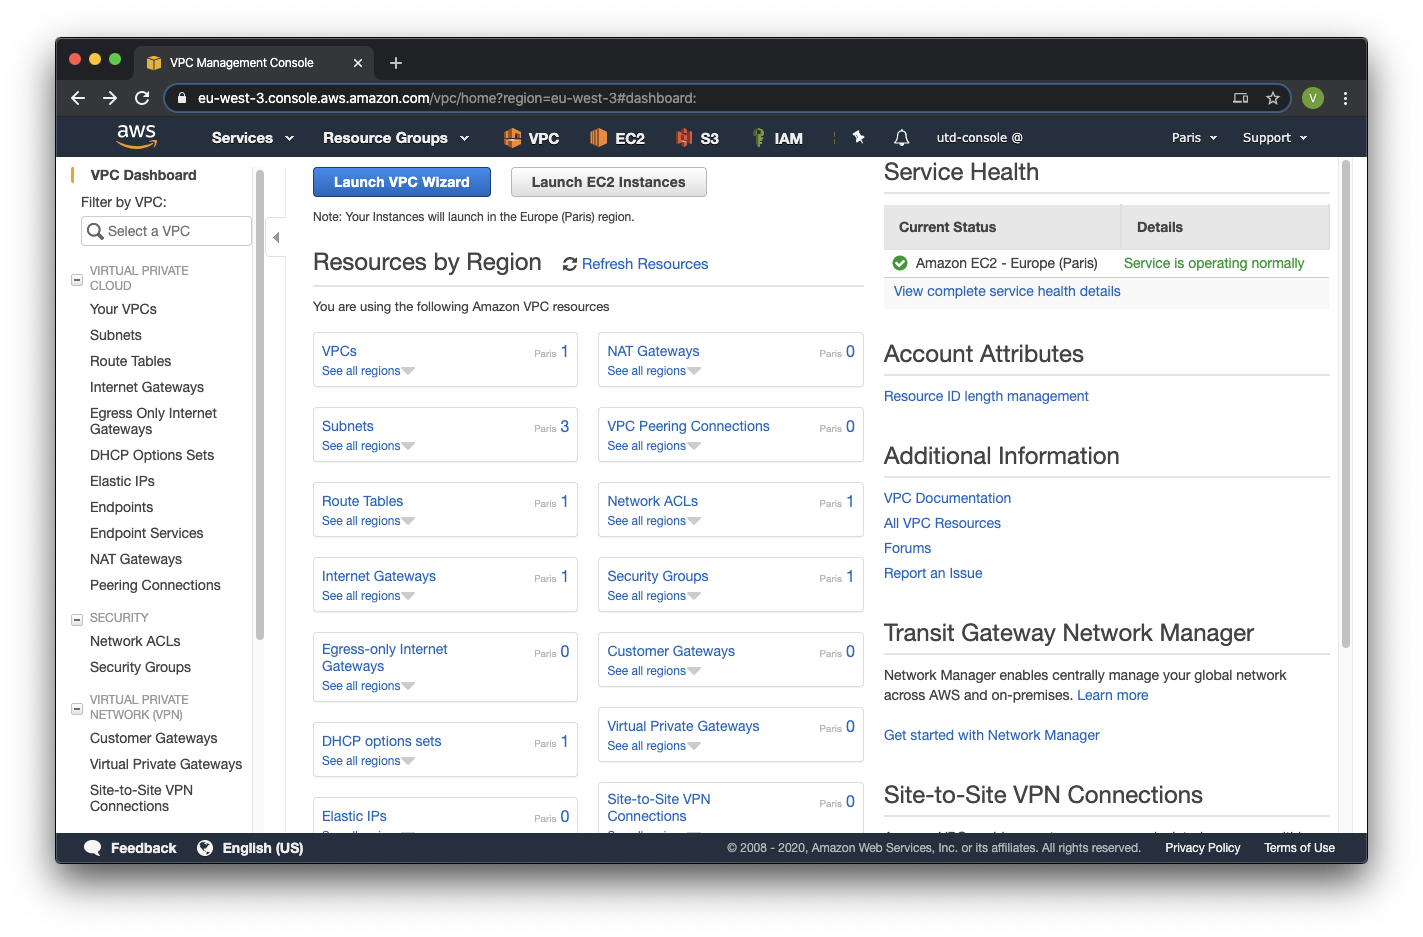 VPC Management Console
eu-west-3.console.aws.amazon.com/vpc/home?region=eu-west-3#dashboard:
V
aws
Services
Resource Groups
VPC
EC2
S3
IAM
utd-console @
Paris
Support
VPC Dashboard
Filter by VPC:
Select a VPC
VIRTUAL PRIVATE
CLOUD
Your VPCs
Subnets
Route Tables
Internet Gateways
Egress Only Internet
Gateways
DHCP Options Sets
Elastic IPs
Endpoints
Endpoint Services
NAT Gateways
Peering Connections
SECURITY
Network ACLs
Security Groups
VIRTUAL PRIVATE
NETWORK (VPN)
Customer Gateways
Virtual Private Gateways
Site-to-Site VPN
Connections
Launch VPC Wizard
Launch EC2 Instances
Note: Your Instances will launch in the Europe (Paris) region.
Resources by Region
Refresh Resources
You are using the following Amazon VPC resources
VPCs Paris 1
See all regions
NAT Gateways Paris 0
See all regions
Subnets Paris 3
See all regions
VPC Peering Connections Paris 0
See all regions
Route Tables Paris 1
See all regions
Network ACLs Paris 1
See all regions
Internet Gateways Paris 1
See all regions
Security Groups Paris 1
See all regions
Egress-only Internet
Gateways Paris 0
See all regions
Customer Gateways Paris 0
See all regions
DHCP options sets Paris 1
See all regions
Virtual Private Gateways Paris 0
See all regions
Elastic IPs Paris 0
Site-to-Site VPN
Connections Paris 0
Service Health
Current Status
Details
Amazon EC2 - Europe (Paris)
Service is operating normally
View complete service health details
Account Attributes
Resource ID length management
Additional Information
VPC Documentation
All VPC Resources
Forums
Report an Issue
Transit Gateway Network Manager
Network Manager enables centrally manage your global network
across AWS and on-premises. Learn more
Get started with Network Manager
Site-to-Site VPN Connections
Feedback
English (US)
© 2008 - 2020, Amazon Web Services, Inc. or its affiliates. All rights reserved.
Privacy Policy
Terms of Use